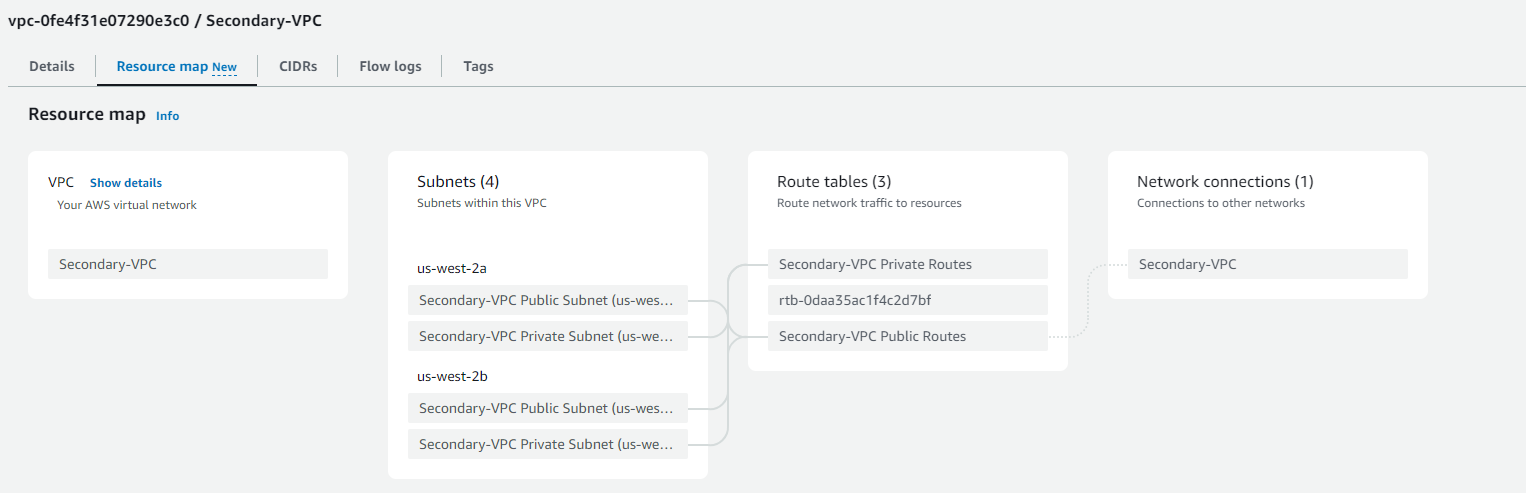 vpc-0fe4f31e07290e3c0 / Secondary-VPC
Details
Resource map New
CIDRs
Flow logs
Tags
Resource map Info
VPC Show details
Your AWS virtual network
Secondary-VPC
Subnets (4)
Subnets within this VPC
us-west-2a
Secondary-VPC Public Subnet (us-wes...
Secondary-VPC Private Subnet (us-we...
us-west-2b
Secondary-VPC Public Subnet (us-wes...
Secondary-VPC Private Subnet (us-we...
Route tables (3)
Route network traffic to resources
Secondary-VPC Private Routes
rtb-0daa35ac1f4c2d7bf
Secondary-VPC Public Routes
Network connections (1)
Connections to other networks
Secondary-VPC